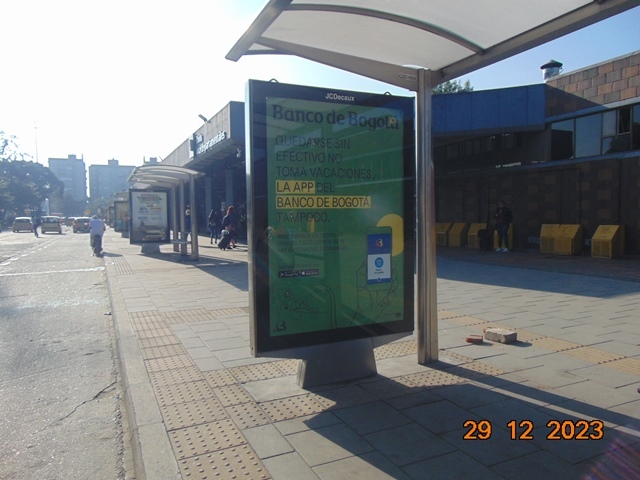 JCDecaux
Banco de Bogotá
QUEDARSE SIN
EFECTIVO NO
TOMA VACACIONES,
LA APP DEL
BANCO DE BOGOTÁ
TAMPOCO.
29 12 2023